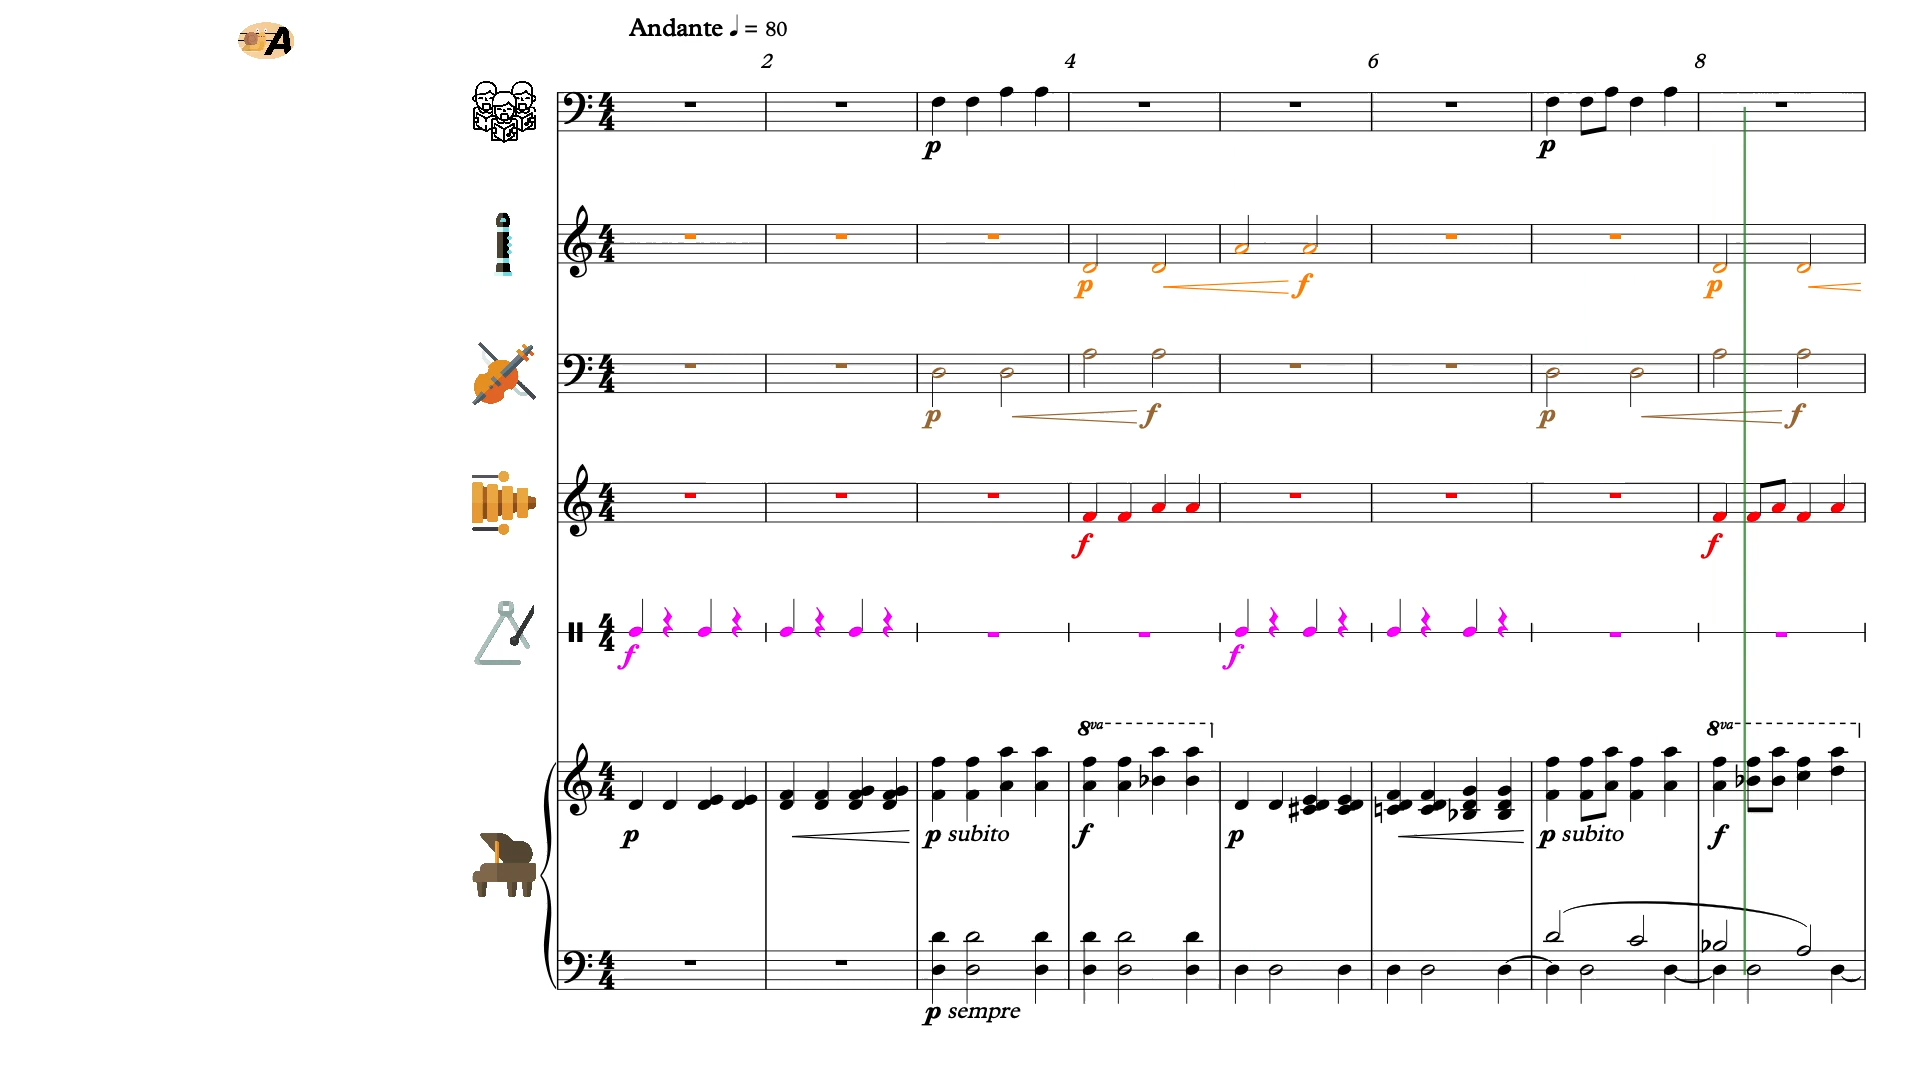 A
Andante ♩ = 80
2 4 6 8
p p
p f p
p f p f
f f
f f
8va 8va
p p subito f p p subito f
p sempre